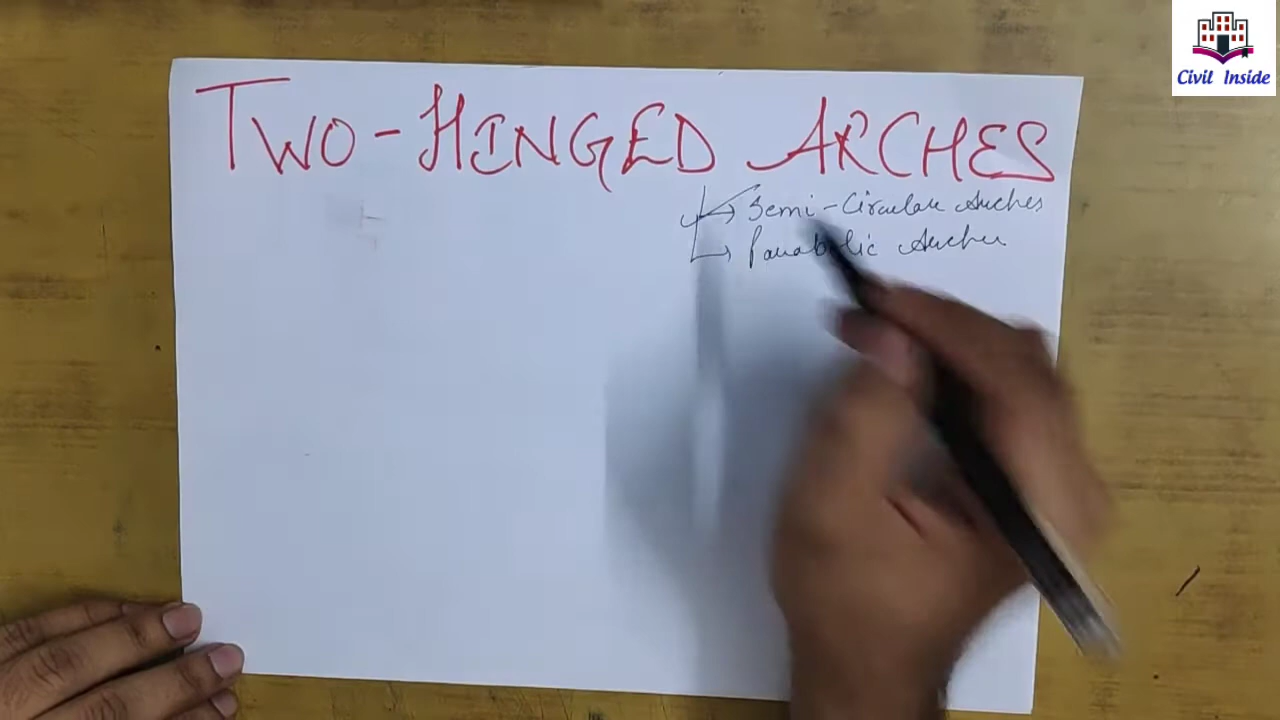 Civil Inside
TWO-HINGED ARCHES
Semi-Circular Arches
Parabolic Arches